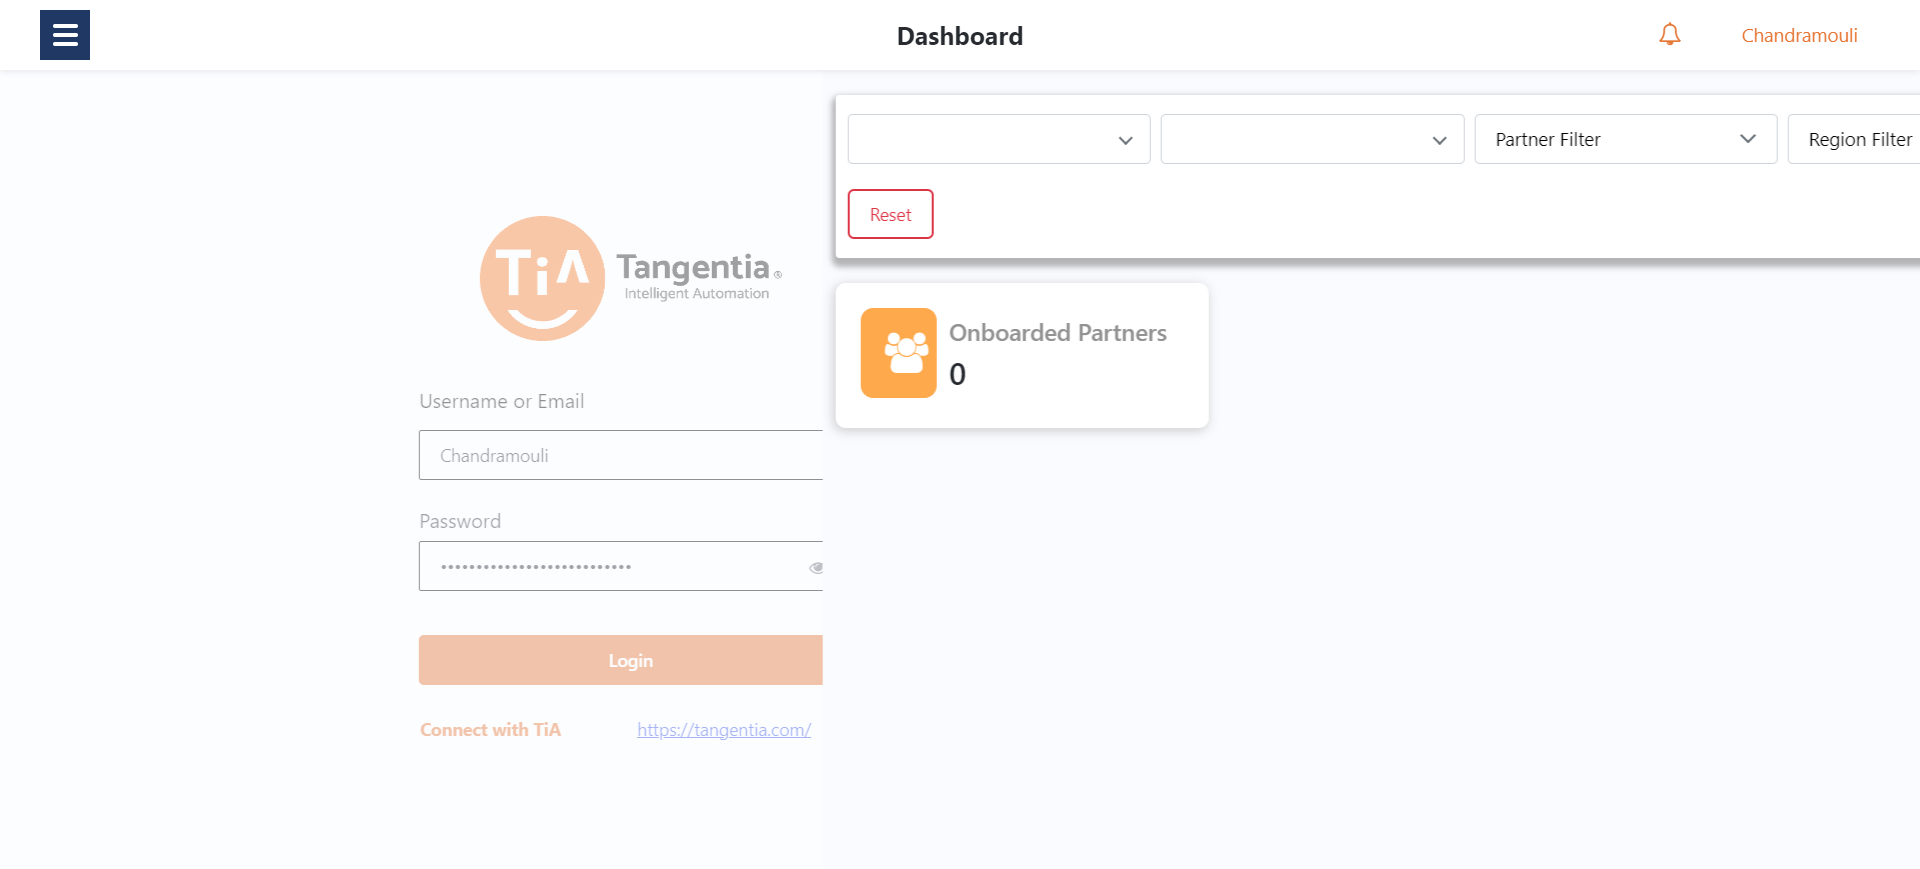 Dashboard
Chandramouli
Partner Filter
Region Filter
Reset
TiA
Tangentia®
Intelligent Automation
Onboarded Partners
0
Username or Email
Chandramouli
Password
•••••••••••••••••••••••••••
Login
Connect with TiA
https://tangentia.com/